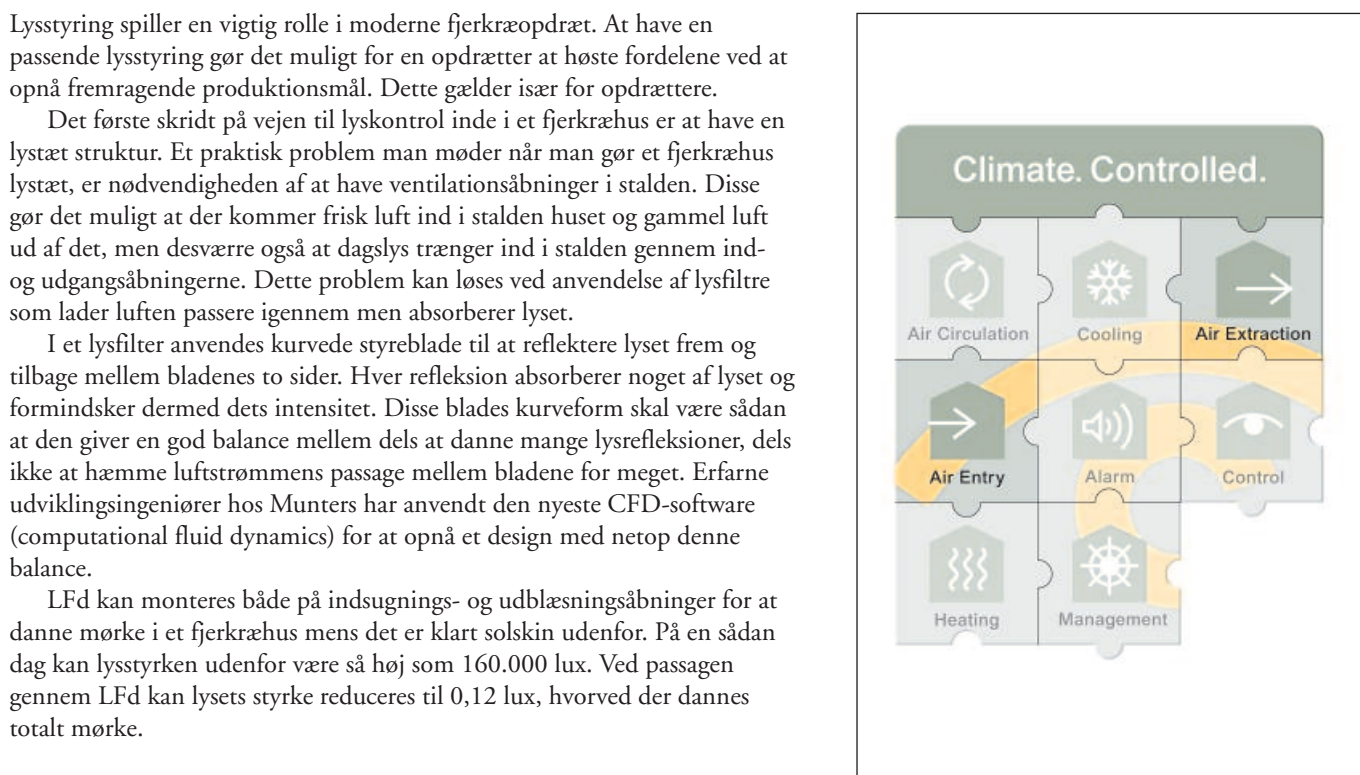 Lysstyring spiller en vigtig rolle i moderne fjerkræopdræt. At have en
passende lysstyring gør det muligt for en opdrætter at høste fordelene ved at
opnå fremragende produktionsmål. Dette gælder især for opdrættere.
Det første skridt på vejen til lyskontrol inde i et fjerkræhus er at have en
lystæt struktur. Et praktisk problem man møder når man gør et fjerkræhus
lystæt, er nødvendigheden af at have ventilationsåbninger i stalden. Disse
gør det muligt at der kommer frisk luft ind i stalden huset og gammel luft
ud af det, men desværre også at dagslys trænger ind i stalden gennem ind-
og udgangsåbningerne. Dette problem kan løses ved anvendelse af lysfiltre
som lader luften passere igennem men absorberer lyset.
I et lysfilter anvendes kurvede styreblade til at reflektere lyset frem og
tilbage mellem bladenes to sider. Hver refleksion absorberer noget af lyset og
formindsker dermed dets intensitet. Disse blades kurveform skal være sådan
at den giver en god balance mellem dels at danne mange lysrefleksioner, dels
ikke at hæmme luftstrømmens passage mellem bladene for meget. Erfarne
udviklingsingeniører hos Munters har anvendt den nyeste CFD-software
(computational fluid dynamics) for at opnå et design med netop denne
balance.
LFd kan monteres både på indsugnings- og udblæsningsåbninger for at
danne mørke i et fjerkræhus mens det er klart solskin udenfor. På en sådan
dag kan lysstyrken udenfor være så høj som 160.000 lux. Ved passagen
gennem LFd kan lysets styrke reduceres til 0,12 lux, hvorved der dannes
totalt mørke.
Climate. Controlled.
Air Circulation
Cooling
Air Extraction
Air Entry
Alarm
Control
Heating
Management